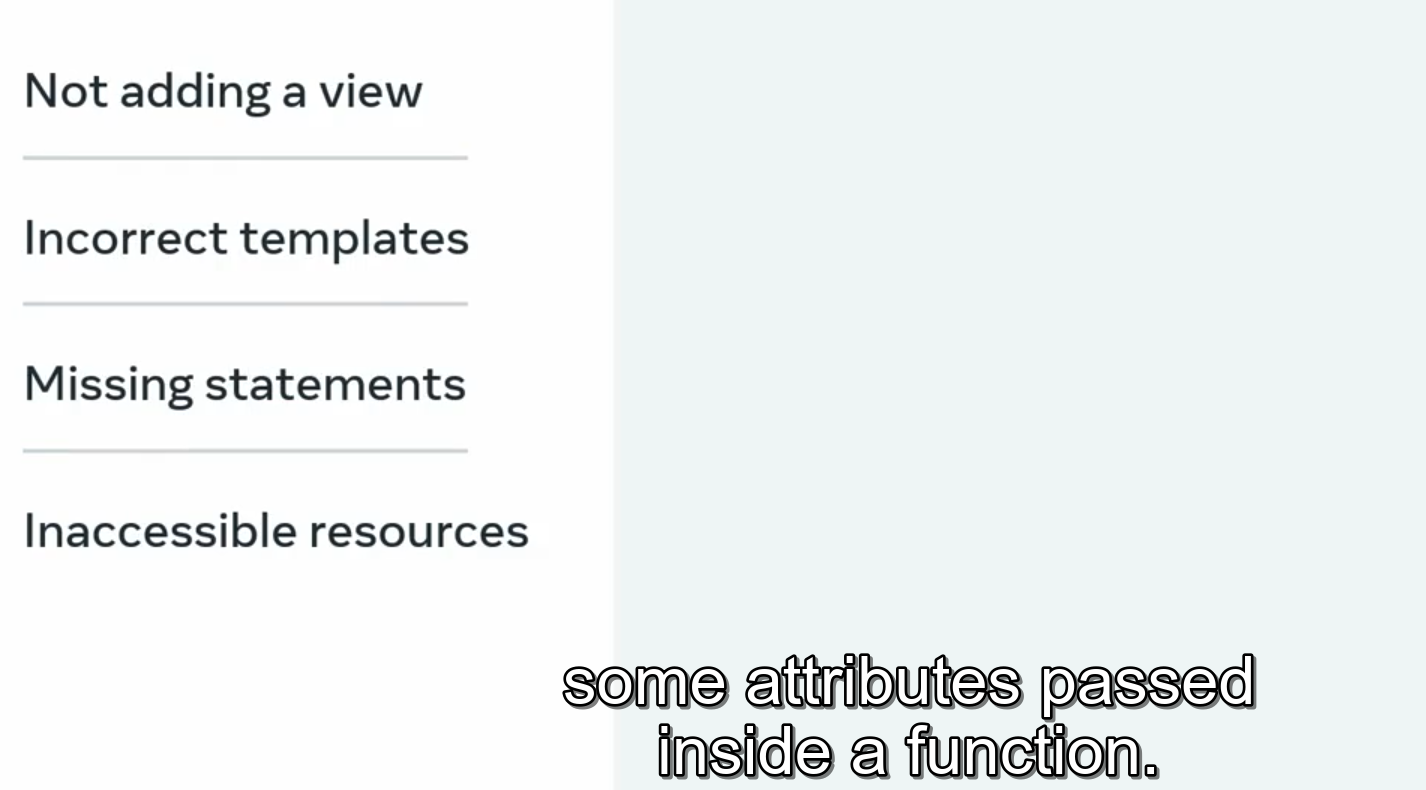 Not adding a view
Incorrect templates
Missing statements
Inaccessible resources
some attributes passed
inside a function.